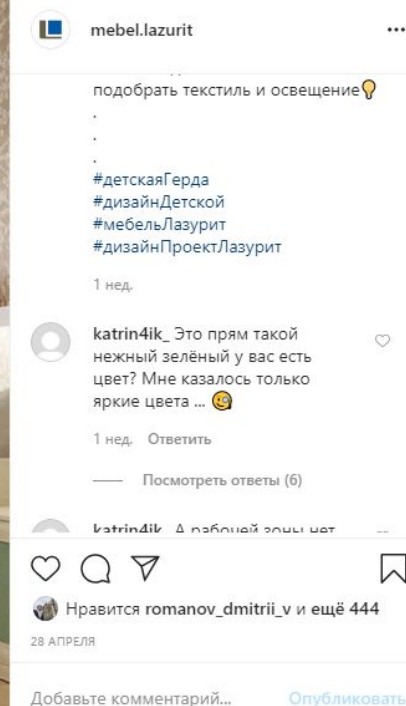 mebel.lazurit
подобрать текстиль и освещение
.
.
.
#детскаяГерда
#дизайнДетской
#мебельЛазурит
#дизайнПроектЛазурит
1 нед.
katrin4ik_ Это прям такой
нежный зелёный у вас есть
цвет? Мне казалось только
яркие цвета ...
1 нед. Ответить
Посмотреть ответы (6)
katrin4ik_ А рабочей зоны нет
Нравится romanov_dmitrii_v и ещё 444
28 АПРЕЛЯ
Добавьте комментарий... Опубликовать